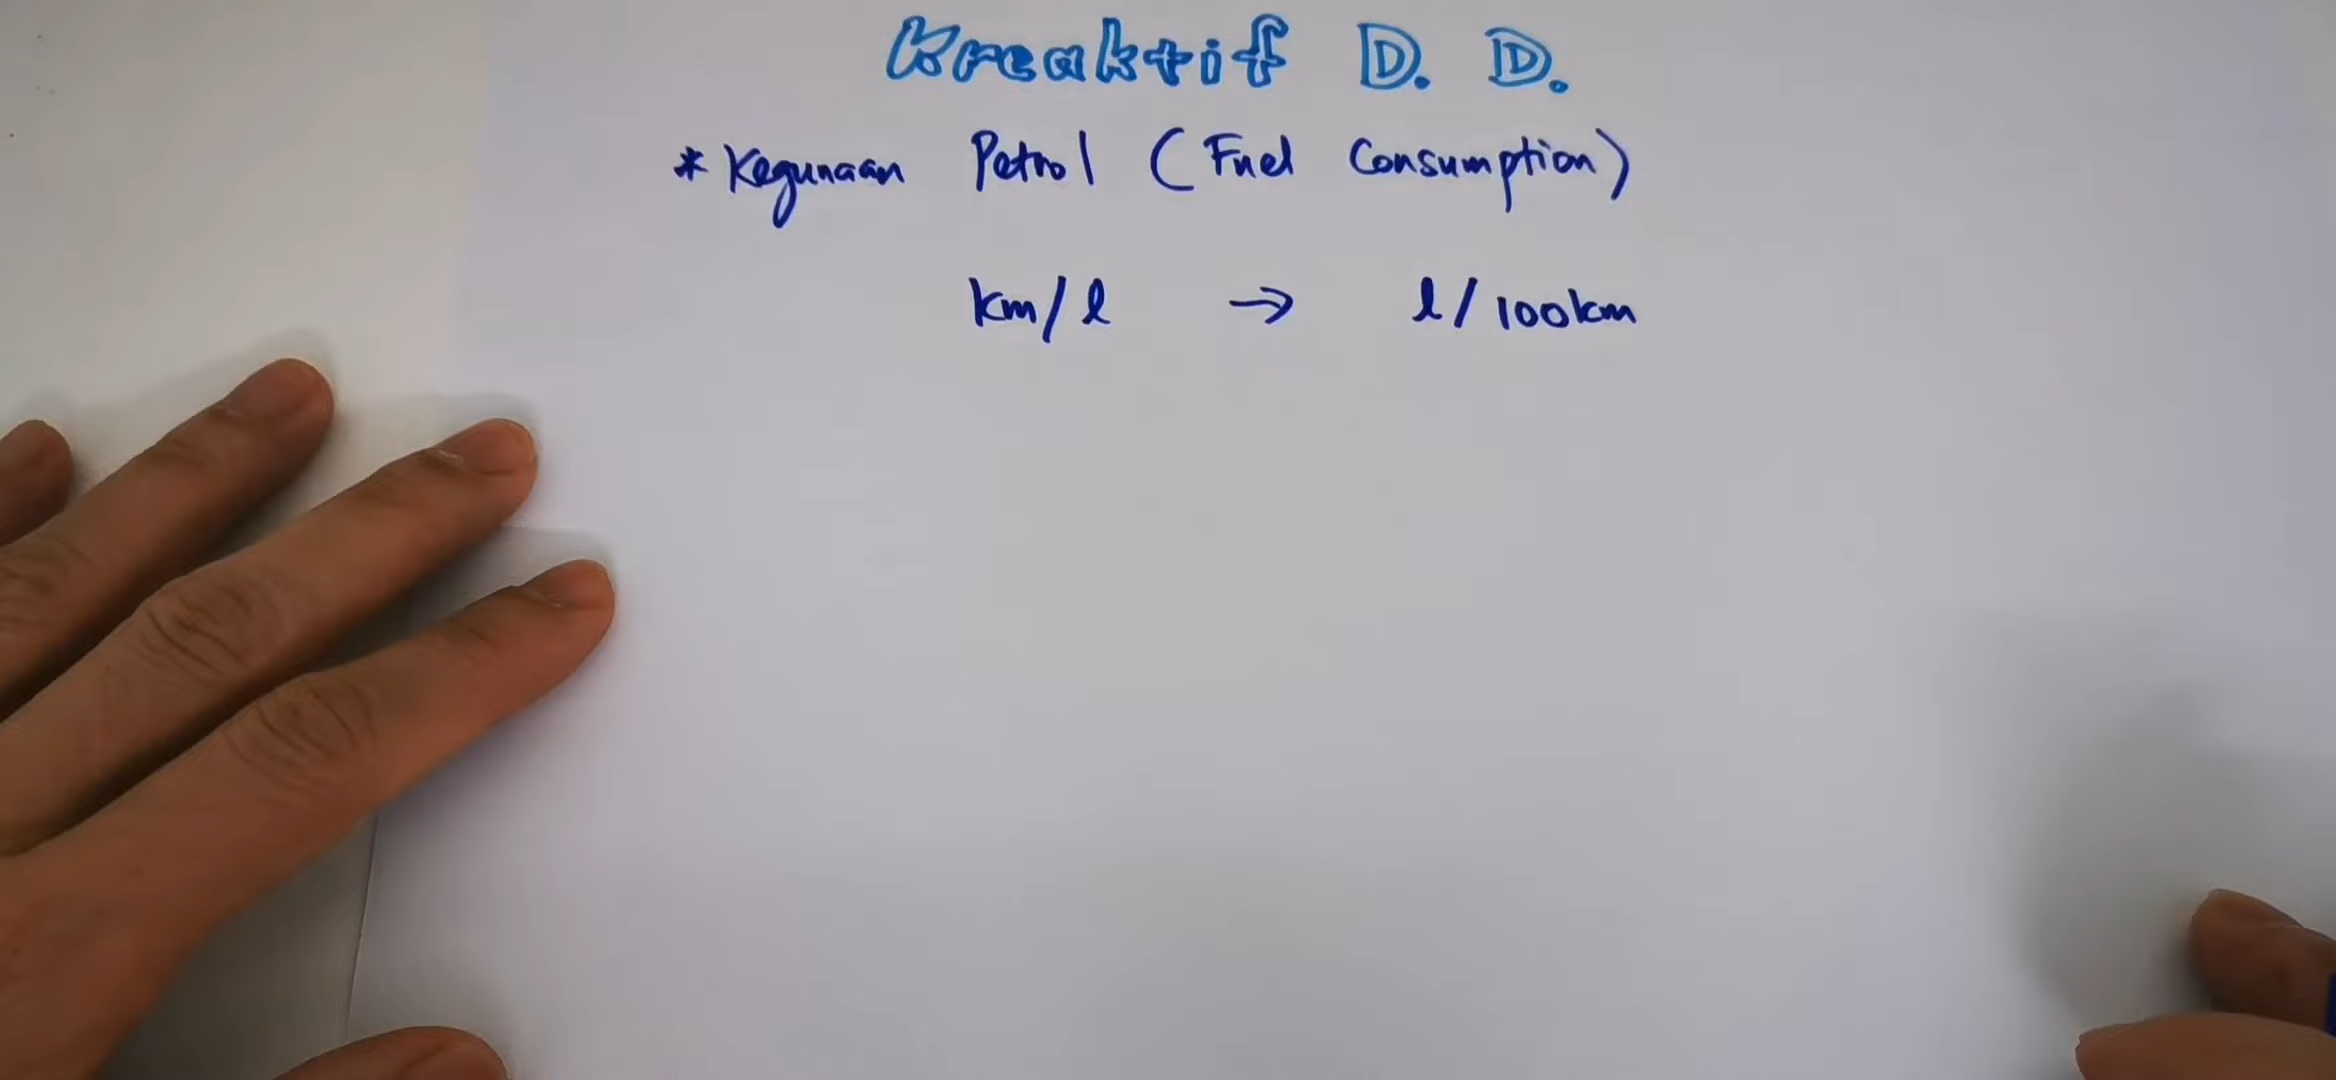 Kreaktif D. D.
* Kegunaan Petrol (Fuel Consumption)
km/l → l/100km